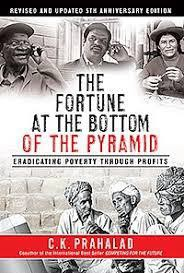 REVISED AND UPDATED 5TH ANNIVERSARY EDITION
THE
FORTUNE
AT THE BOTTOM
OF THE PYRAMID
ERADICATING POVERTY THROUGH PROFITS
C.K. PRAHALAD
Coauthor of the International Best Seller COMPETING FOR THE FUTURE